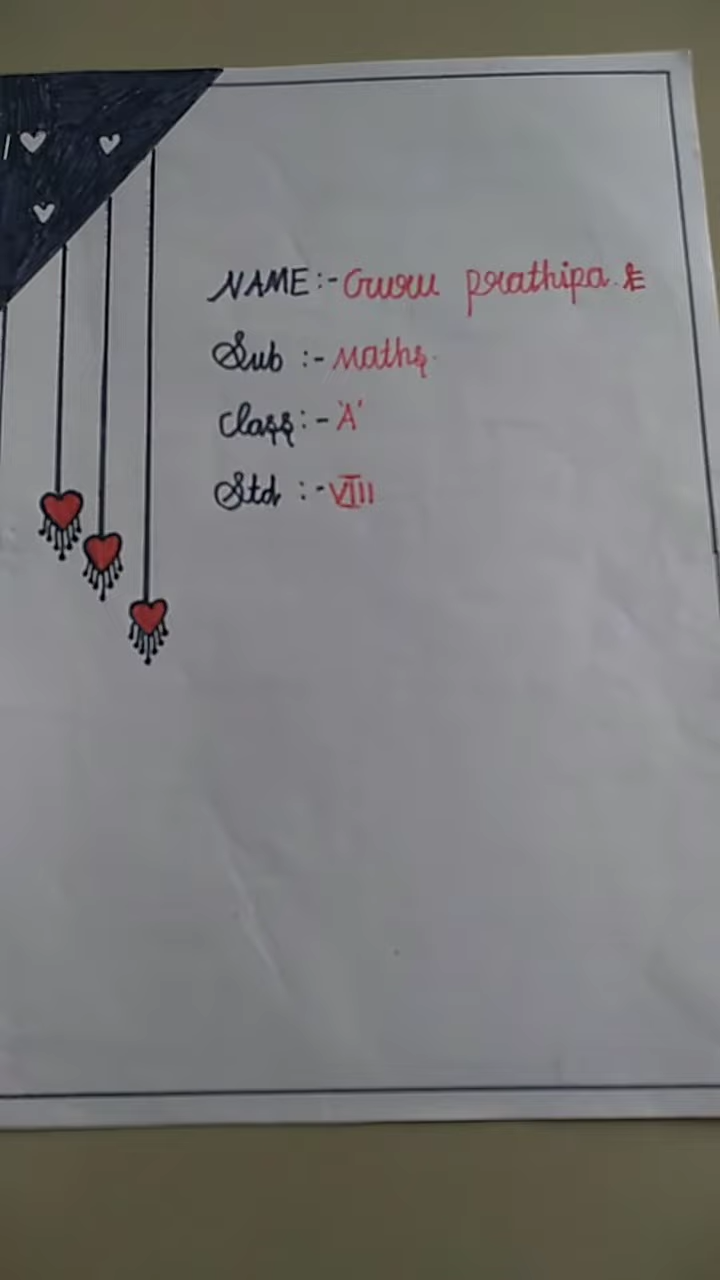 NAME:- Guru prathipa. E
Sub :- Maths
Class:- 'A'
Std :- VIII